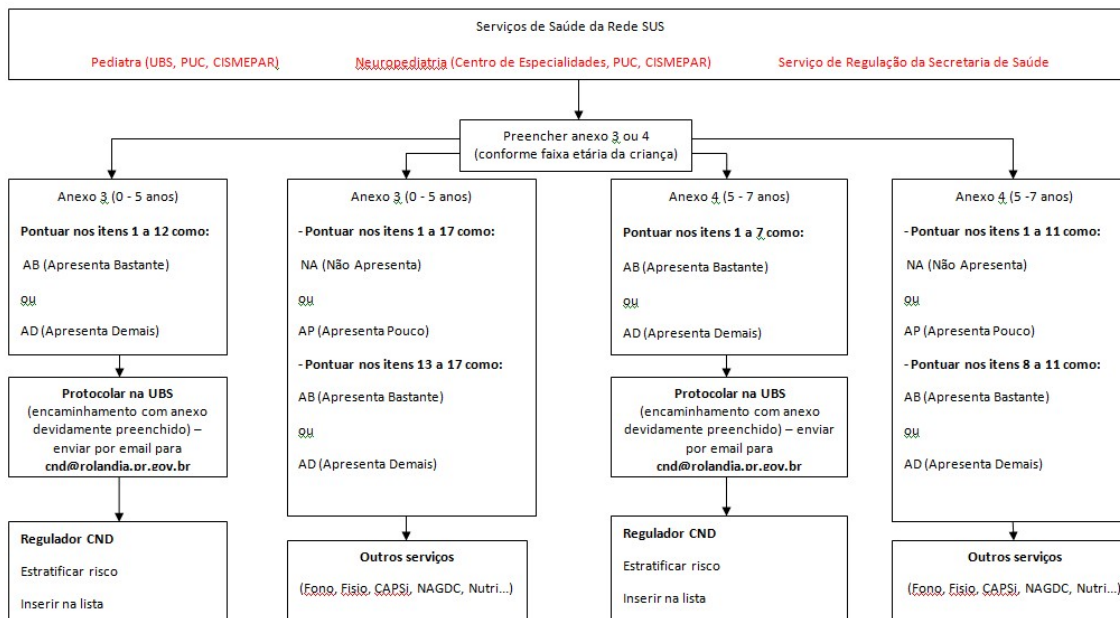 Serviços de Saúde da Rede SUS
Pediatra (UBS, PUC, CISMEPAR)
Neuropediatria (Centro de Especialidades, PUC, CISMEPAR)
Serviço de Regulação da Secretaria de Saúde
Preencher anexo 3 ou 4
(conforme faixa etária da criança)
Anexo 3 (0 - 5 anos)
Pontuar nos itens 1 a 12 como:
AB (Apresenta Bastante)
ou
AD (Apresenta Demais)
Protocolar na UBS
(encaminhamento com anexo
devidamente preenchido) –
enviar por email para
cnd@rolandia.pr.gov.br
Regulador CND
Estratificar risco
Inserir na lista
Anexo 3 (0 - 5 anos)
- Pontuar nos itens 1 a 17 como:
NA (Não Apresenta)
ou
AP (Apresenta Pouco)
- Pontuar nos itens 13 a 17 como:
AB (Apresenta Bastante)
ou
AD (Apresenta Demais)
Outros serviços
(Fono, Fisio, CAPSi, NAGDC, Nutri...)
Anexo 4 (5 - 7 anos)
Pontuar nos itens 1 a 7 como:
AB (Apresenta Bastante)
ou
AD (Apresenta Demais)
Protocolar na UBS
(encaminhamento com anexo
devidamente preenchido) – enviar
por email para
cnd@rolandia.pr.gov.br
Regulador CND
Estratificar risco
Inserir na lista
Anexo 4 (5 -7 anos)
- Pontuar nos itens 1 a 11 como:
NA (Não Apresenta)
ou
AP (Apresenta Pouco)
- Pontuar nos itens 8 a 11 como:
AB (Apresenta Bastante)
ou
AD (Apresenta Demais)
Outros serviços
(Fono, Fisio, CAPSi, NAGDC, Nutri...)